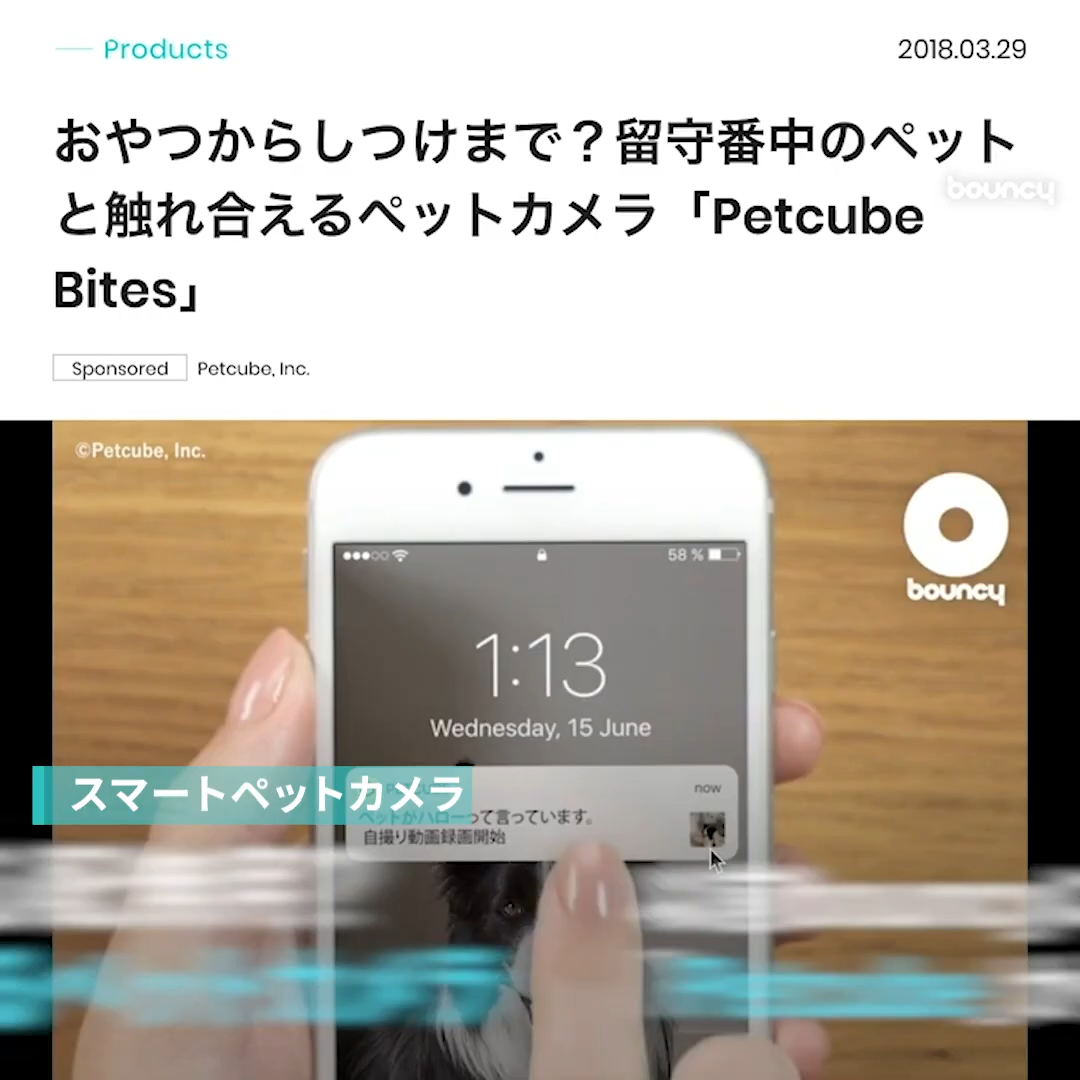 Products
2018.03.29
おやつからしつけまで？留守番中のペット
と触れ合えるペットカメラ「Petcube
Bites」
bouncy
Sponsored
Petcube, Inc.
©Petcube, Inc.
bouncy
58 %
1:13
Wednesday, 15 June
スマートペットカメラ
now
ペットがハローって言っています。
自撮り動画録画開始